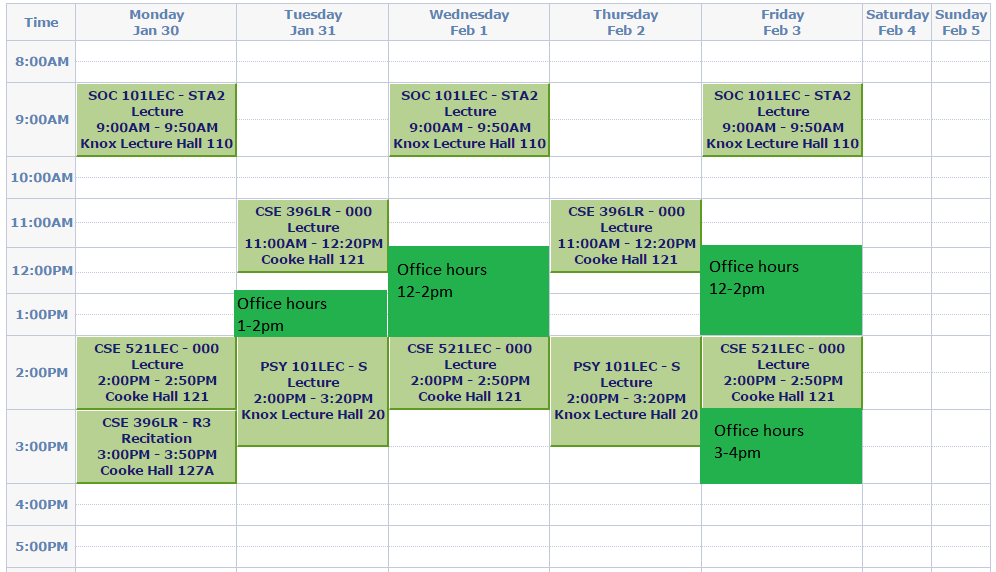 Time
Monday
Jan 30
Tuesday
Jan 31
Wednesday
Feb 1
Thursday
Feb 2
Friday
Feb 3
Saturday
Feb 4
Sunday
Feb 5
8:00AM
9:00AM
SOC 101LEC - STA2
Lecture
9:00AM - 9:50AM
Knox Lecture Hall 110
SOC 101LEC - STA2
Lecture
9:00AM - 9:50AM
Knox Lecture Hall 110
SOC 101LEC - STA2
Lecture
9:00AM - 9:50AM
Knox Lecture Hall 110
10:00AM
11:00AM
CSE 396LR - 000
Lecture
11:00AM - 12:20PM
Cooke Hall 121
CSE 396LR - 000
Lecture
11:00AM - 12:20PM
Cooke Hall 121
12:00PM
Office hours
12-2pm
Office hours
12-2pm
1:00PM
Office hours
1-2pm
2:00PM
CSE 521LEC - 000
Lecture
2:00PM - 2:50PM
Cooke Hall 121
PSY 101LEC - S
Lecture
2:00PM - 3:20PM
Knox Lecture Hall 20
CSE 521LEC - 000
Lecture
2:00PM - 2:50PM
Cooke Hall 121
PSY 101LEC - S
Lecture
2:00PM - 3:20PM
Knox Lecture Hall 20
CSE 521LEC - 000
Lecture
2:00PM - 2:50PM
Cooke Hall 121
3:00PM
CSE 396LR - R3
Recitation
3:00PM - 3:50PM
Cooke Hall 127A
Office hours
3-4pm
4:00PM
5:00PM